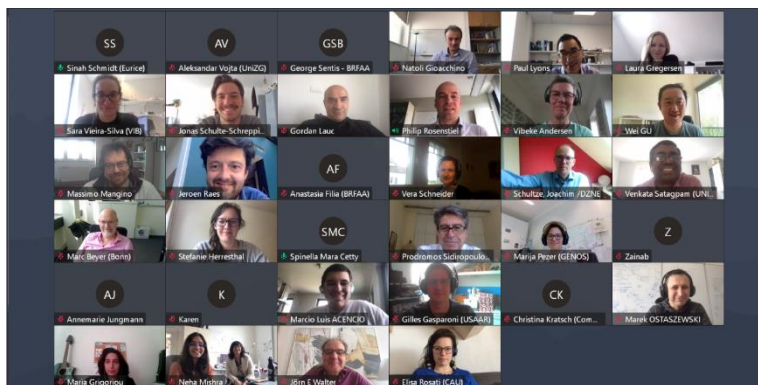 SS
AV
GSB
Sinah Schmidt (Eurice)
Aleksandar Vojta (UniZG)
George Sentis - BRFAA
Natoli Gioacchino
Paul Lyons
Laura Gregersen
Sara Vieira-Silva (VIB)
Jonas Schulte-Schreppi...
Gordan Lauc
Philip Rosenstiel
Vibeke Andersen
Wei GU
AF
Massimo Mangino
Jeroen Raes
Anastasia Filia (BRFAA)
Vera Schneider
Schultze, Joachim /DZNE
Venkata Satagpam (UNI...
SMC
Z
Marc Beyer (Bonn)
Stefanie Herresthal
Spinella Mara Cetty
Prodromos Sidiropoulo...
Marija Pezer (GENOS)
Zainab
AJ
K
CK
Annemarie Jungmann
Karen
Marcio Luis ACENCIO
Gilles Gasparoni (USAAR)
Christina Kratsch (Com...
Marek OSTASZEWSKI
Maria Grigoriou
Neha Mishra
Jörn E Walter
Elisa Rosati (CAU)